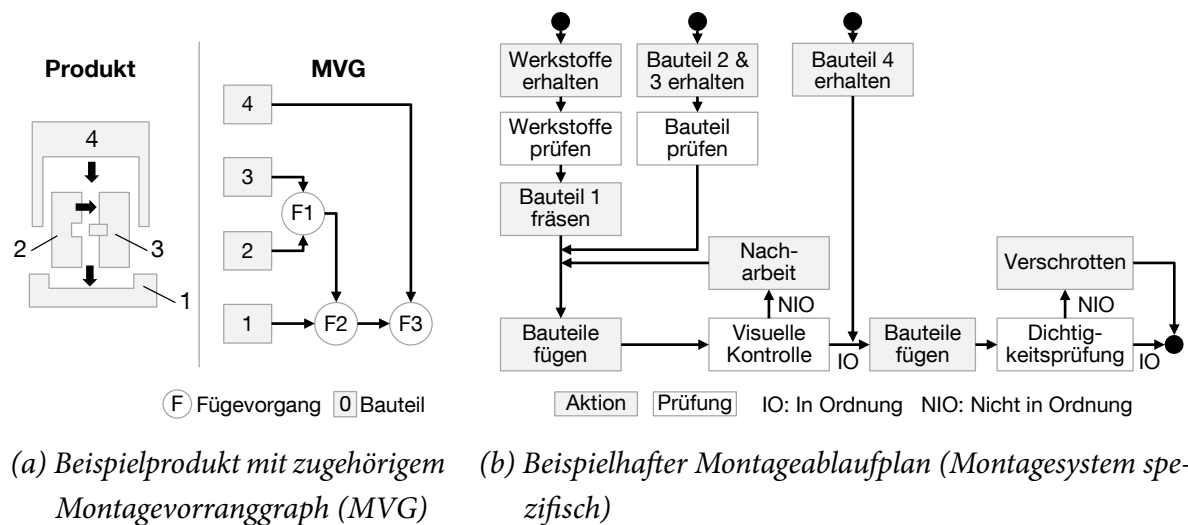 Produkt
4
2
3
1
MVG
4
3
F1
2
1
F2
F3
F Fügevorgang 0 Bauteil
Werkstoffe
erhalten
Bauteil 2 &
3 erhalten
Bauteil 4
erhalten
Werkstoffe
prüfen
Bauteil
prüfen
Bauteil 1
fräsen
Nach-
arbeit
NIO
Verschrotten
NIO
Bauteile
fügen
Visuelle
Kontrolle
IO
Bauteile
fügen
Dichtig-
keitsprüfung
IO
Aktion Prüfung IO: In Ordnung NIO: Nicht in Ordnung
(a) Beispielprodukt mit zugehörigem
Montagevorranggraph (MVG)
(b) Beispielhafter Montageablaufplan (Montagesystem spe-
zifisch)